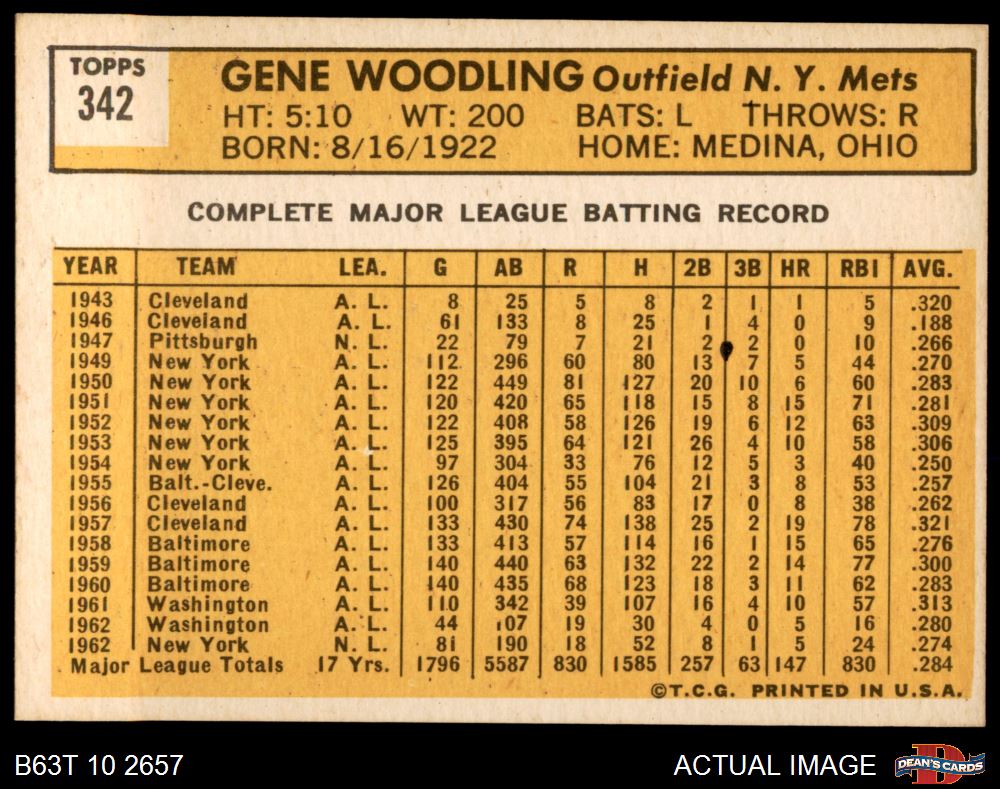 TOPPS
342
GENE WOODLING Outfield N. Y. Mets
HT: 5:10 WT: 200 BATS: L THROWS: R
BORN: 8/16/1922 HOME: MEDINA, OHIO
COMPLETE MAJOR LEAGUE BATTING RECORD
YEAR TEAM LEA. G AB R H 2B 3B HR RBI AVG.
1943 Cleveland A. L. 8 25 5 8 2 1 1 5 .320
1946 Cleveland A. L. 61 133 8 25 1 4 0 9 .188
1947 Pittsburgh N. L. 22 79 7 21 2 2 0 10 .266
1949 New York A. L. 112 296 60 80 13 7 5 44 .270
1950 New York A. L. 122 449 81 127 20 10 6 60 .283
1951 New York A. L. 120 420 65 118 15 8 15 71 .281
1952 New York A. L. 122 408 58 126 19 6 12 63 .309
1953 New York A. L. 125 395 64 121 26 4 10 58 .306
1954 New York A. L. 97 304 33 76 12 5 3 40 .250
1955 Balt.-Cleve. A. L. 126 404 55 104 21 3 8 53 .257
1956 Cleveland A. L. 100 317 56 83 17 0 8 38 .262
1957 Cleveland A. L. 133 430 74 138 25 2 19 78 .321
1958 Baltimore A. L. 133 413 57 114 16 1 15 65 .276
1959 Baltimore A. L. 140 440 63 132 22 2 14 77 .300
1960 Baltimore A. L. 140 435 68 123 18 3 11 62 .283
1961 Washington A. L. 110 342 39 107 16 4 10 57 .313
1962 Washington A. L. 44 107 19 30 4 0 5 16 .280
1962 New York N. L. 81 190 18 52 8 1 5 24 .274
Major League Totals 17 Yrs. 1796 5587 830 1585 257 63 147 830 .284
©T.C.G. PRINTED IN U.S.A.
B63T 10 2657 ACTUAL IMAGE
DEAN'S CARDS